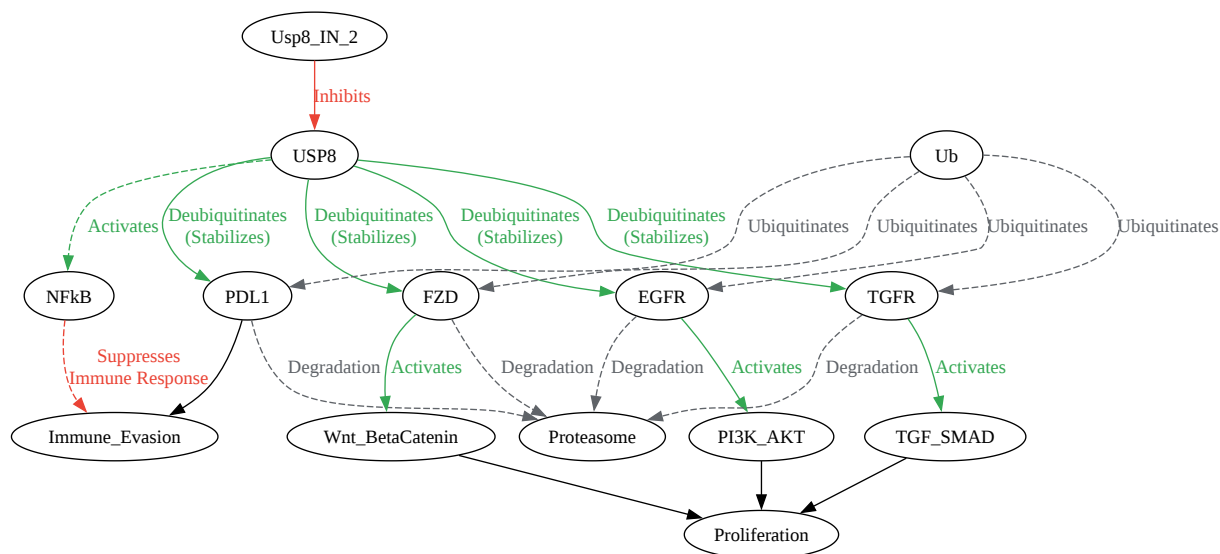 Usp8_IN_2
Inhibits
USP8
Ub
Activates
Deubiquitinates
(Stabilizes)
Deubiquitinates
(Stabilizes)
Deubiquitinates
(Stabilizes)
Deubiquitinates
(Stabilizes)
Ubiquitinates
Ubiquitinates
Ubiquitinates
Ubiquitinates
NFkB
PDL1
FZD
EGFR
TGFR
Suppresses
Immune Response
Degradation
Activates
Degradation
Degradation
Activates
Degradation
Activates
Immune_Evasion
Wnt_BetaCatenin
Proteasome
PI3K_AKT
TGF_SMAD
Proliferation